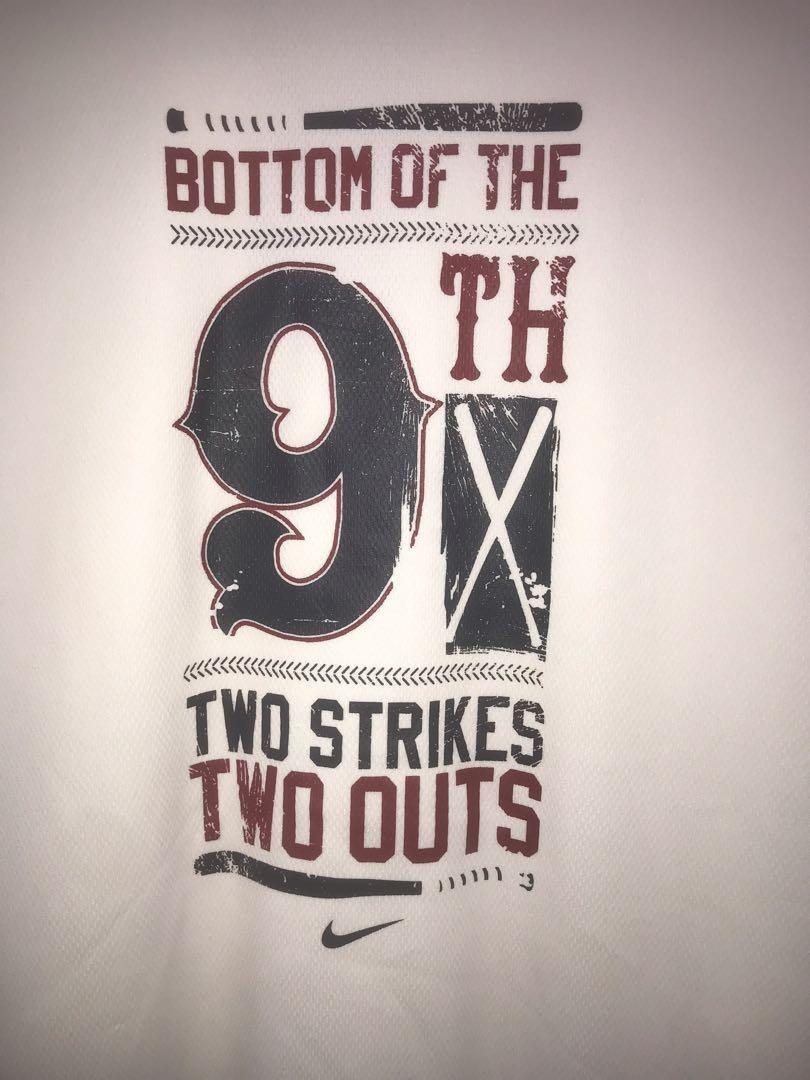 BOTTOM OF THE
9TH
TWO STRIKES
TWO OUTS